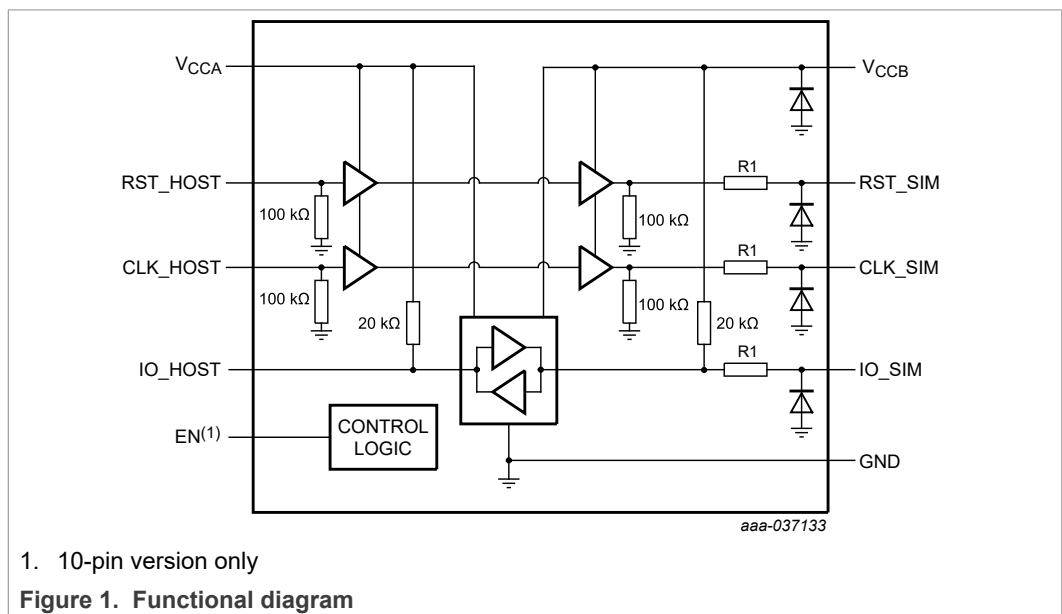 VCCA
VCCB
R1
RST_HOST
RST_SIM
100 kΩ
100 kΩ
R1
CLK_HOST
CLK_SIM
100 kΩ
20 kΩ
100 kΩ
20 kΩ
R1
IO_HOST
IO_SIM
EN(1)
CONTROL
LOGIC
GND
aaa-037133
1. 10-pin version only
Figure 1. Functional diagram